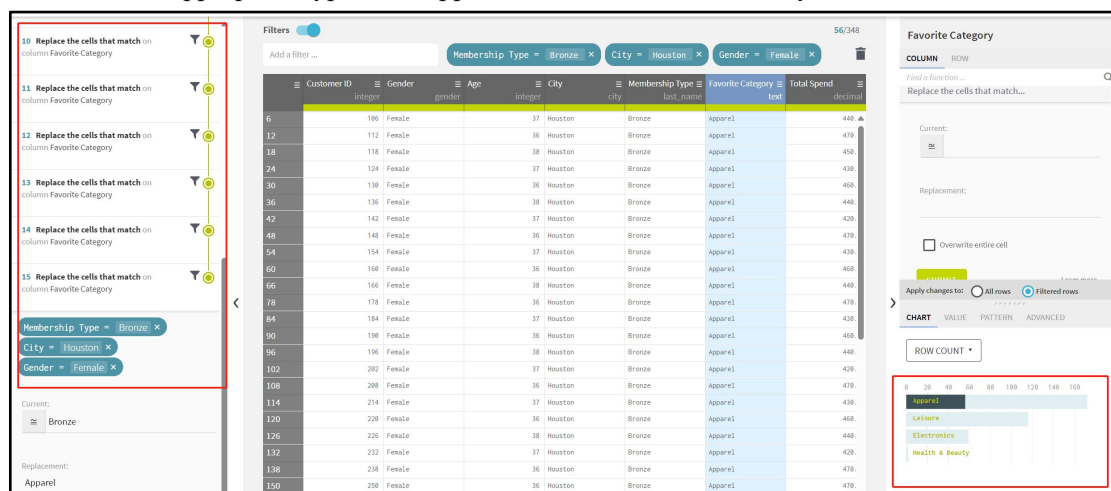 10 Replace the cells that match on
column Favorite Category
11 Replace the cells that match on
column Favorite Category
12 Replace the cells that match on
column Favorite Category
13 Replace the cells that match on
column Favorite Category
14 Replace the cells that match on
column Favorite Category
15 Replace the cells that match on
column Favorite Category
Membership Type = Bronze ×
City = Houston ×
Gender = Female ×
Current:
≅ Bronze
Replacement:
Apparel
Filters
56/348
Add a filter ...
Membership Type = Bronze × City = Houston × Gender = Female ×
Customer ID Gender Age City Membership Type Favorite Category Total Spend
integer gender integer city last_name text decimal
6 106 Female 37 Houston Bronze Apparel 440.
12 112 Female 36 Houston Bronze Apparel 470.
18 118 Female 38 Houston Bronze Apparel 450.
24 124 Female 37 Houston Bronze Apparel 430.
30 130 Female 36 Houston Bronze Apparel 460.
36 136 Female 38 Houston Bronze Apparel 440.
42 142 Female 37 Houston Bronze Apparel 420.
48 148 Female 36 Houston Bronze Apparel 470.
54 154 Female 37 Houston Bronze Apparel 430.
60 160 Female 36 Houston Bronze Apparel 460.
66 166 Female 38 Houston Bronze Apparel 440.
78 178 Female 36 Houston Bronze Apparel 470.
84 184 Female 37 Houston Bronze Apparel 430.
90 190 Female 36 Houston Bronze Apparel 460.
96 196 Female 38 Houston Bronze Apparel 440.
102 202 Female 37 Houston Bronze Apparel 420.
108 208 Female 36 Houston Bronze Apparel 470.
114 214 Female 37 Houston Bronze Apparel 430.
120 220 Female 36 Houston Bronze Apparel 460.
126 226 Female 38 Houston Bronze Apparel 440.
132 232 Female 37 Houston Bronze Apparel 420.
138 238 Female 36 Houston Bronze Apparel 470.
150 250 Female 36 Houston Bronze Apparel 470.
Favorite Category
COLUMN ROW
Find a function ...
Replace the cells that match...
Current:
≅
Replacement:
Overwrite entire cell
Apply changes to: All rows Filtered rows
CHART VALUE PATTERN ADVANCED
ROW COUNT
0 20 40 60 80 100 120 140 160
Apparel
Leisure
Electronics
Health & Beauty